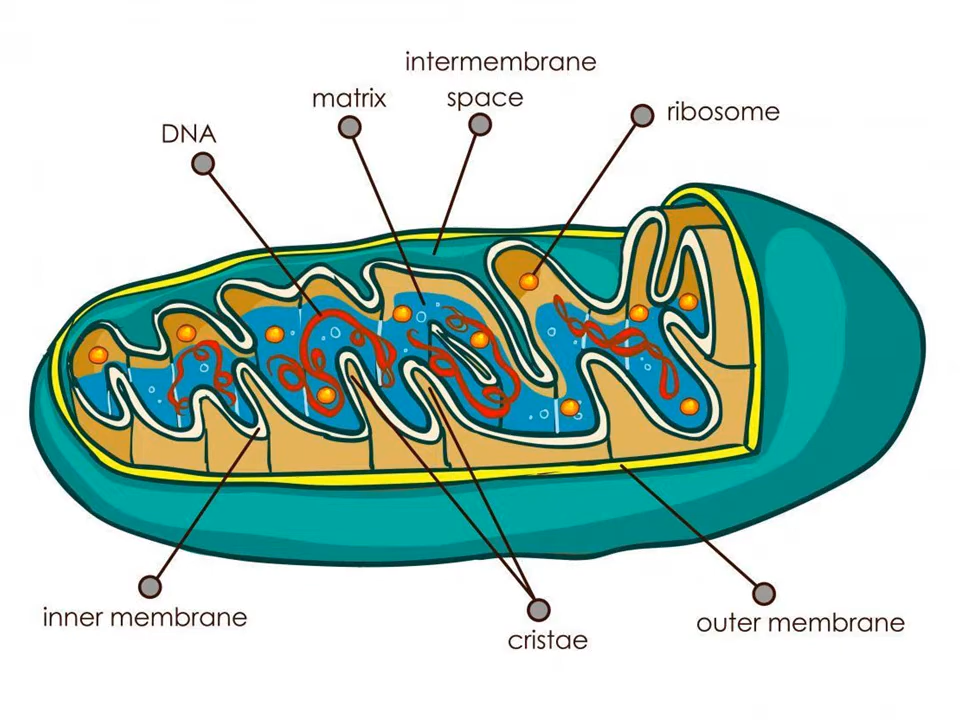 intermembrane
space
matrix
ribosome
DNA
inner membrane
cristae
outer membrane